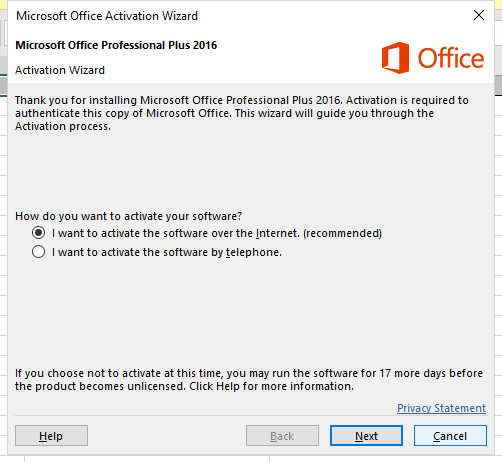 Microsoft Office Activation Wizard
Microsoft Office Professional Plus 2016
Activation Wizard
Office
Thank you for installing Microsoft Office Professional Plus 2016. Activation is required to
authenticate this copy of Microsoft Office. This wizard will guide you through the
Activation process.
How do you want to activate your software?
I want to activate the software over the Internet. (recommended)
I want to activate the software by telephone.
If you choose not to activate at this time, you may run the software for 17 more days before
the product becomes unlicensed. Click Help for more information.
Privacy Statement
Help
Back
Next
Cancel